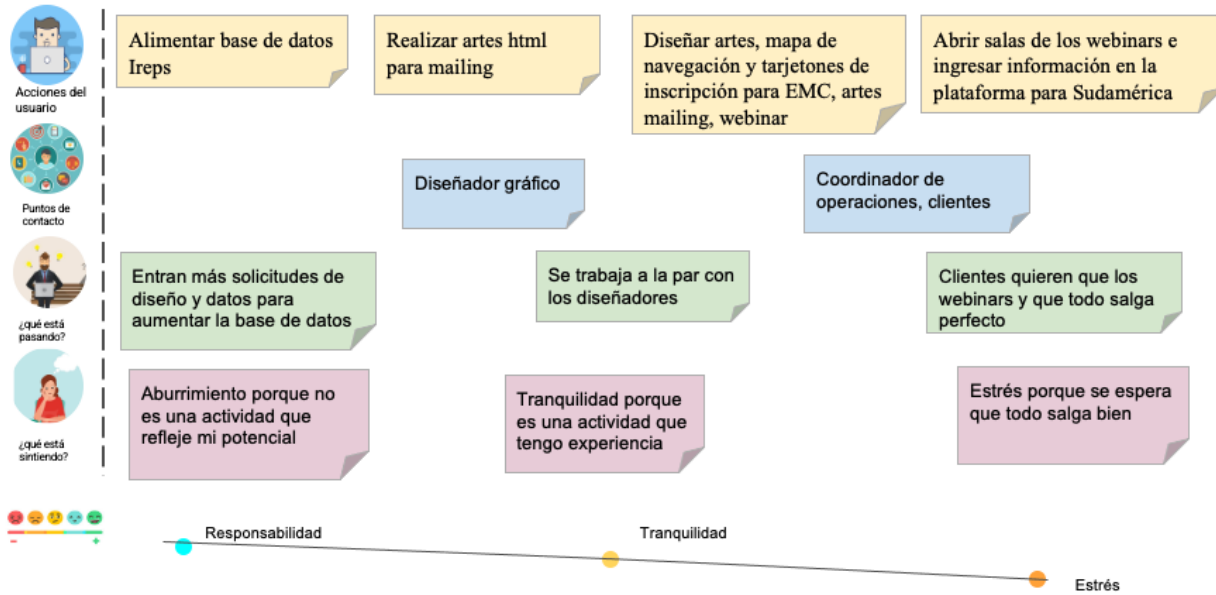 Acciones del
usuario
Alimentar base de datos
Ireps
Realizar artes html
para mailing
Diseñar artes, mapa de
navegación y tarjetones de
inscripción para EMC, artes
mailing, webinar
Abrir salas de los webinars e
ingresar información en la
plataforma para Sudamérica
Puntos de
contacto
Diseñador gráfico
Coordinador de
operaciones, clientes
¿qué está
pasando?
Entran más solicitudes de
diseño y datos para
aumentar la base de datos
Se trabaja a la par con
los diseñadores
Clientes quieren que los
webinars y que todo salga
perfecto
¿qué está
sintiendo?
Aburrimiento porque no
es una actividad que
refleje mi potencial
Tranquilidad porque
es una actividad que
tengo experiencia
Estrés porque se espera
que todo salga bien
- +
Responsabilidad
Tranquilidad
Estrés